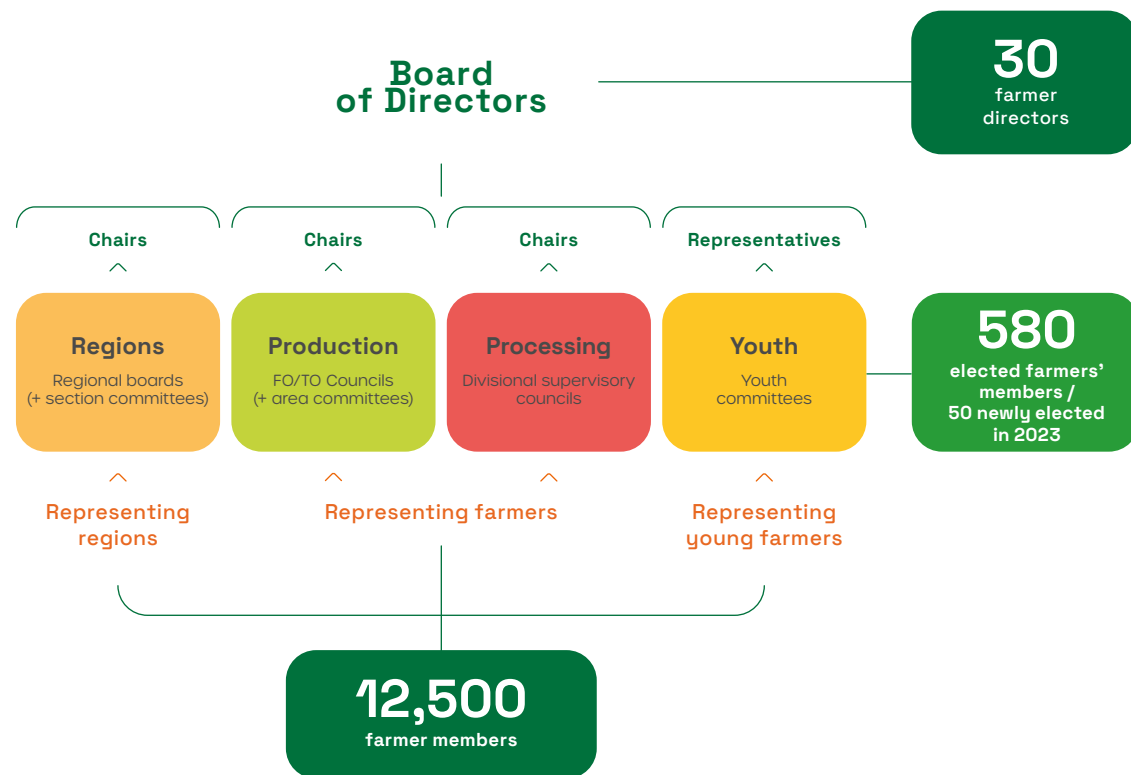 Board
of Directors
30
farmer
directors
Chairs
Chairs
Chairs
Representatives
Regions
Regional boards
(+ section committees)
Production
FO/TO Councils
(+ area committees)
Processing
Divisional supervisory
councils
Youth
Youth
committees
580
elected farmers’
members /
50 newly elected
in 2023
Representing
regions
Representing farmers
Representing
young farmers
12,500
farmer members